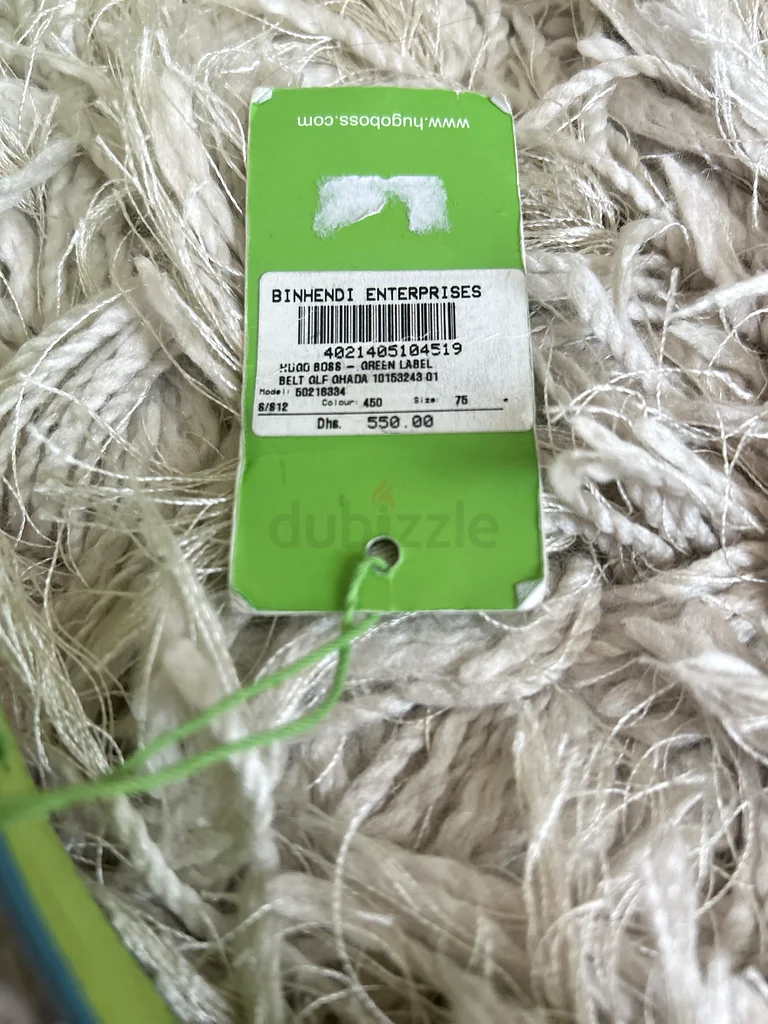 www.hugoboss.com
BINHENDI ENTERPRISES
4021405104519
HUGO BOSS - GREEN LABEL
BELT GLF GHADA 10153243 01
Model: 50218334
S/S12 Colour: 450 Size: 75 -
Dhs. 550.00
dubizzle